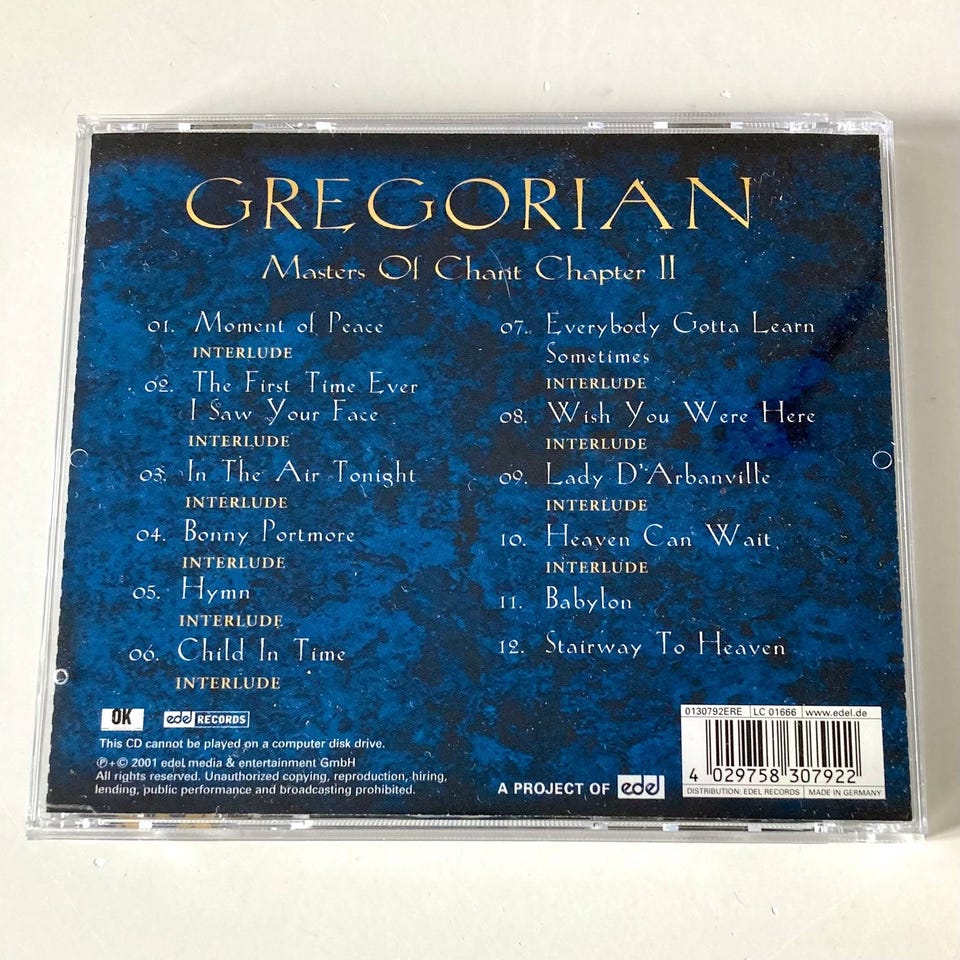 GREGORIAN
Masters Of Chant Chapter II
01. Moment of Peace
INTERLUDE
02. The First Time Ever
I Saw Your Face
INTERLUDE
03. In The Air Tonight
INTERLUDE
04. Bonny Portmore
INTERLUDE
05. Hymn
INTERLUDE
06. Child In Time
INTERLUDE
07. Everybody Gotta Learn
Sometimes
INTERLUDE
08. Wish You Were Here
INTERLUDE
09. Lady D'Arbanville
INTERLUDE
10. Heaven Can Wait
INTERLUDE
11. Babylon
12. Stairway To Heaven
OK edel RECORDS
This CD cannot be played on a computer disk drive.
℗+© 2001 edel media & entertainment GmbH
All rights reserved. Unauthorized copying, reproduction, hiring,
lending, public performance and broadcasting prohibited.
A PROJECT OF edel
0130792ERE LC 01666 www.edel.de
4 029758 307922
DISTRIBUTION: EDEL RECORDS MADE IN GERMANY